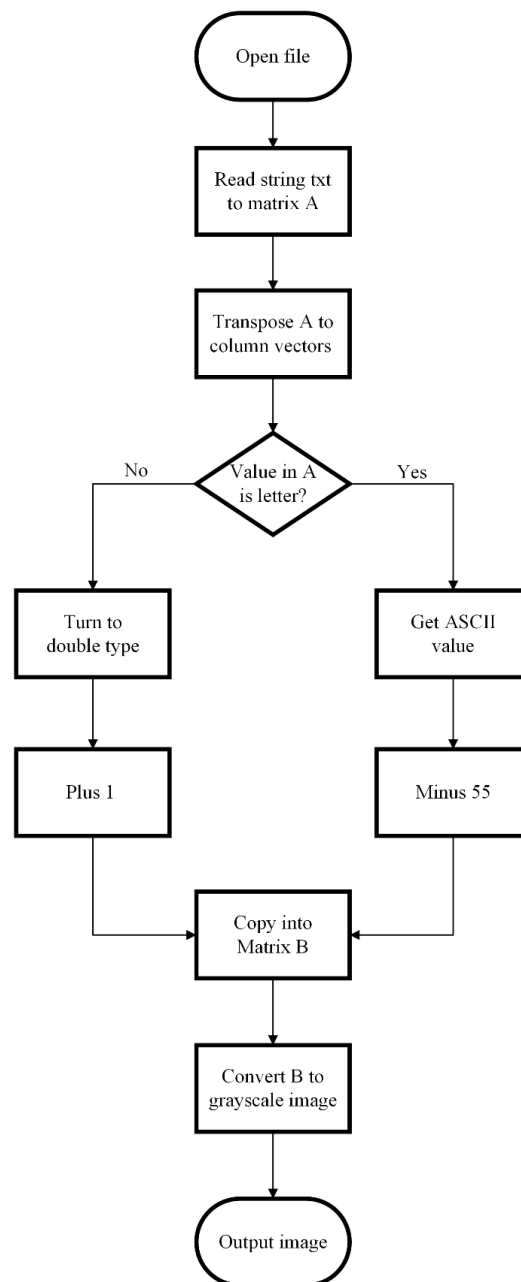 Open file
Read string txt
to matrix A
Transpose A to
column vectors
Value in A
is letter?
No
Yes
Turn to
double type
Get ASCII
value
Plus 1
Minus 55
Copy into
Matrix B
Convert B to
grayscale image
Output image